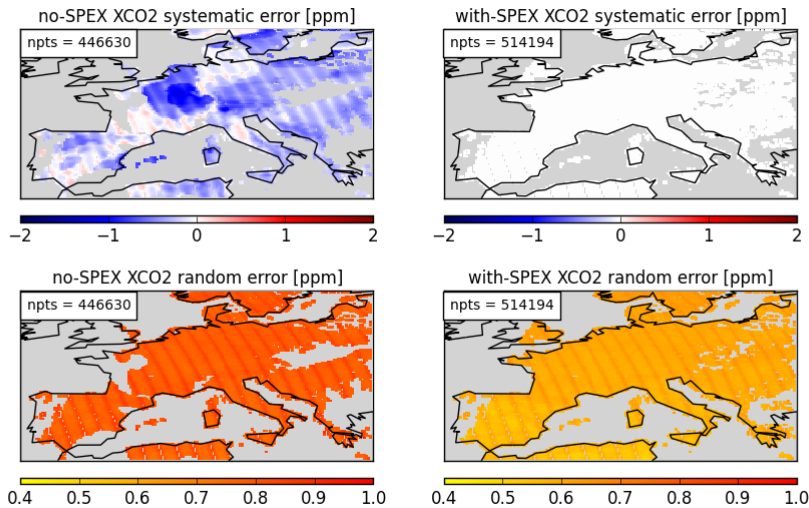 no-SPEX XCO2 systematic error [ppm]
npts = 446630
−2 −1 0 1 2
with-SPEX XCO2 systematic error [ppm]
npts = 514194
−2 −1 0 1 2
no-SPEX XCO2 random error [ppm]
npts = 446630
0.4 0.5 0.6 0.7 0.8 0.9 1.0
with-SPEX XCO2 random error [ppm]
npts = 514194
0.4 0.5 0.6 0.7 0.8 0.9 1.0